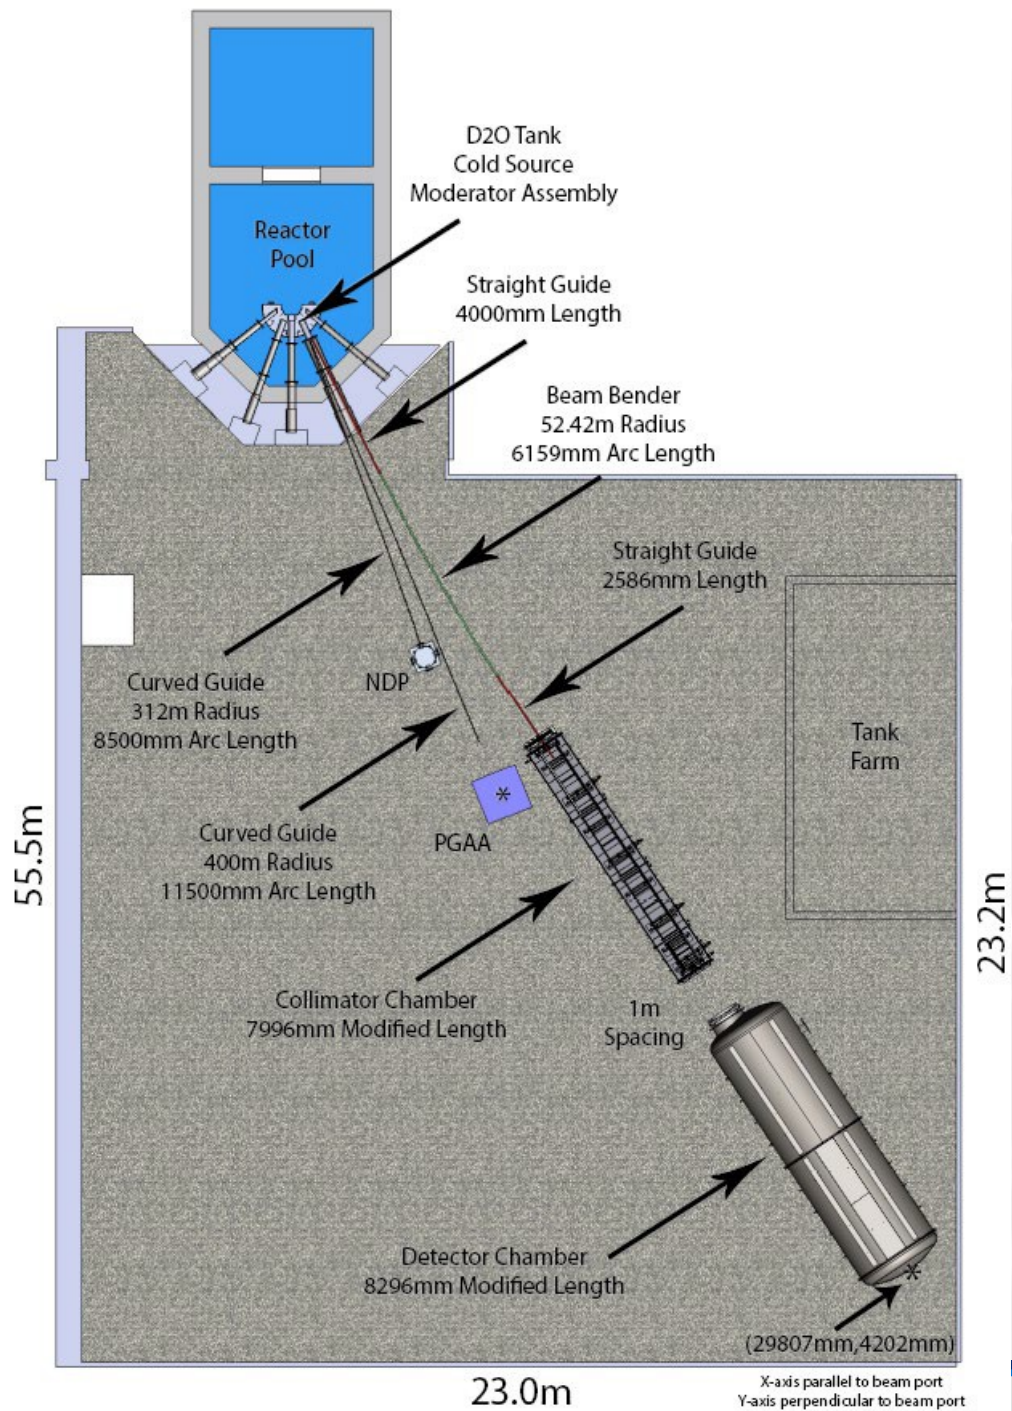 D2O Tank
Cold Source
Moderator Assembly
Reactor
Pool
Straight Guide
4000mm Length
Beam Bender
52.42m Radius
6159mm Arc Length
Straight Guide
2586mm Length
Curved Guide
312m Radius
8500mm Arc Length
NDP
Tank
Farm
Curved Guide
400m Radius
11500mm Arc Length
*
PGAA
55.5m
23.2m
Collimator Chamber
7996mm Modified Length
1m
Spacing
Detector Chamber
8296mm Modified Length
*
(29807mm,4202mm)
23.0m
X-axis parallel to beam port
Y-axis perpendicular to beam port